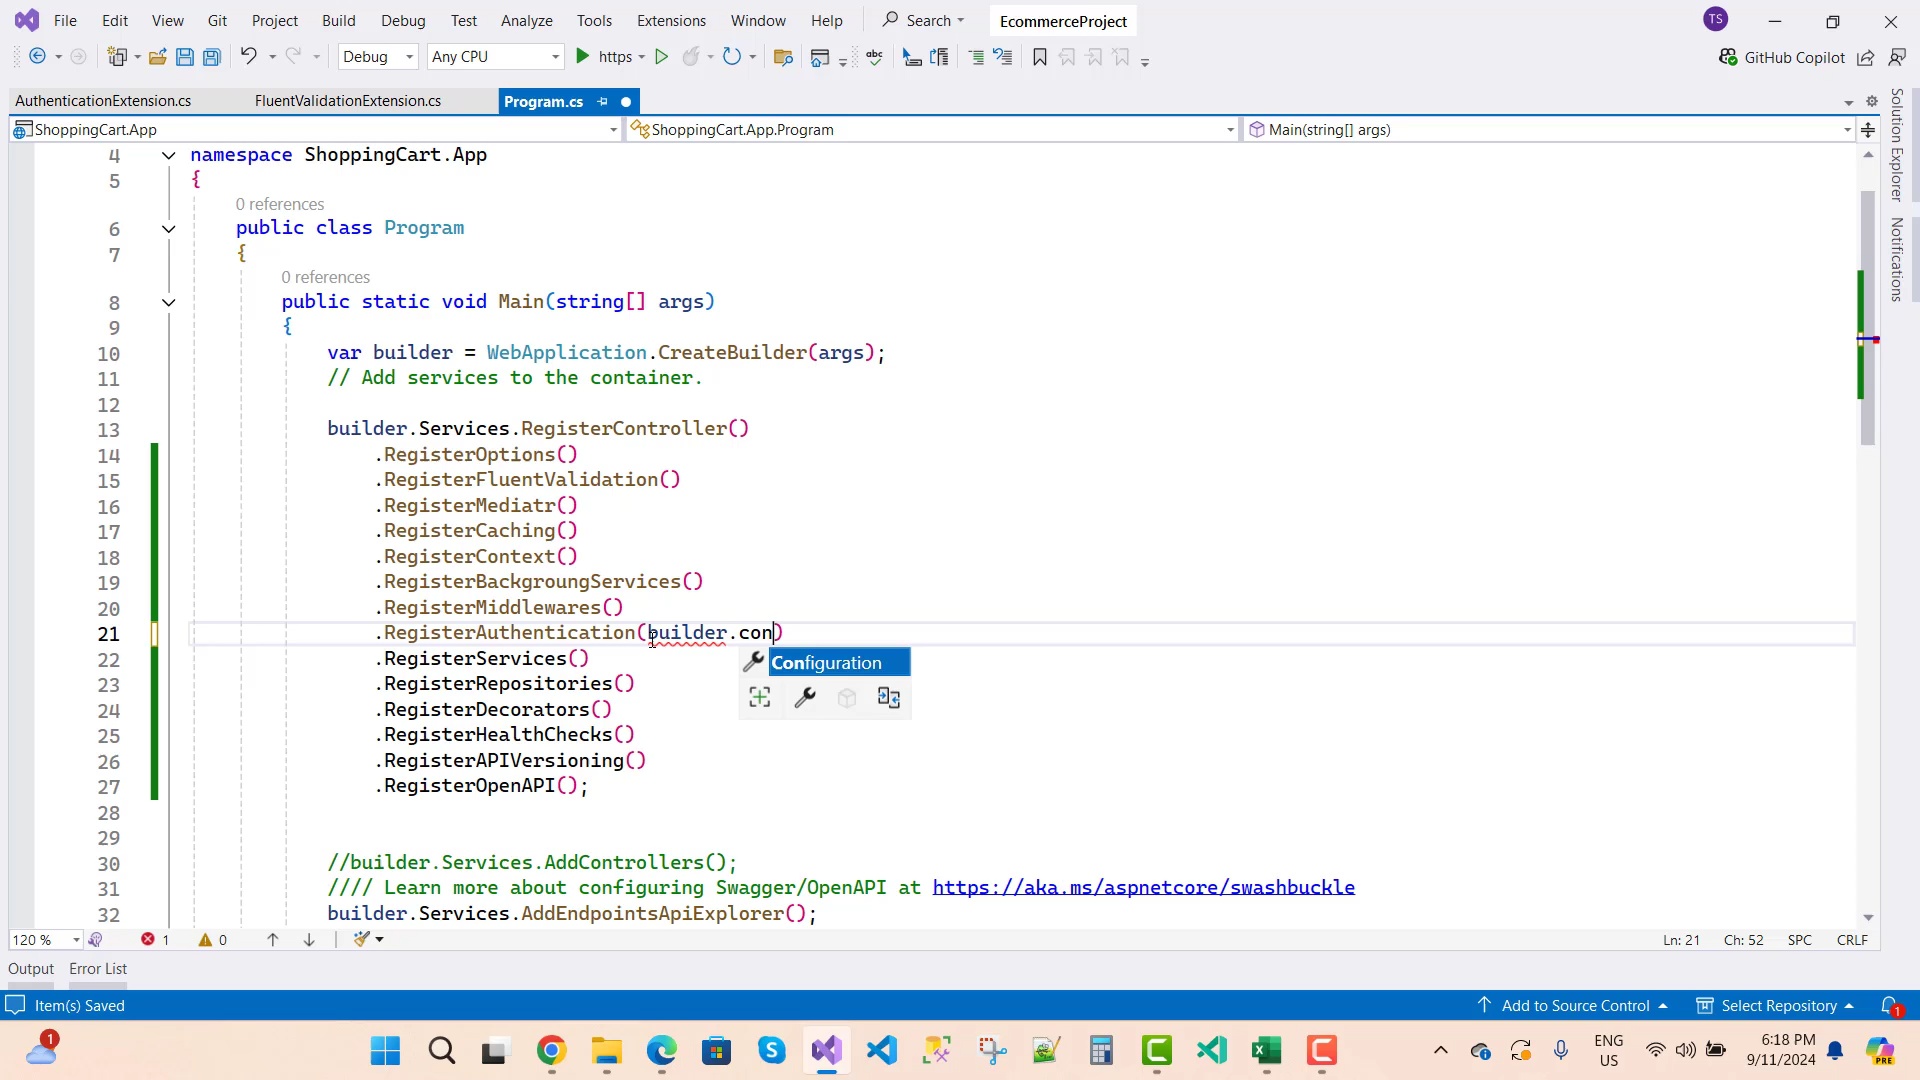 File Edit View Git Project Build Debug Test Analyze Tools Extensions Window Help Search EcommerceProject TS
Debug Any CPU https GitHub Copilot
AuthenticationExtension.cs FluentValidationExtension.cs Program.cs
ShoppingCart.App ShoppingCart.App.Program Main(string[] args)
4 namespace ShoppingCart.App
5 {
0 references
6 public class Program
7 {
0 references
8 public static void Main(string[] args)
9 {
10 var builder = WebApplication.CreateBuilder(args);
11 // Add services to the container.
12
13 builder.Services.RegisterController()
14 .RegisterOptions()
15 .RegisterFluentValidation()
16 .RegisterMediatr()
17 .RegisterCaching()
18 .RegisterContext()
19 .RegisterBackgroungServices()
20 .RegisterMiddlewares()
21 .RegisterAuthentication(builder.con)
22 .RegisterServices()
Configuration
23 .RegisterRepositories()
24 .RegisterDecorators()
25 .RegisterHealthChecks()
26 .RegisterAPIVersioning()
27 .RegisterOpenAPI();
28
29
30 //builder.Services.AddControllers();
31 //// Learn more about configuring Swagger/OpenAPI at https://aka.ms/aspnetcore/swashbuckle
32 builder.Services.AddEndpointsApiExplorer();
Solution Explorer
Notifications
120 % 1 0 Ln: 21 Ch: 52 SPC CRLF
Output Error List
Item(s) Saved Add to Source Control Select Repository 1
1 ENG
US
6:18 PM
9/11/2024
PRE